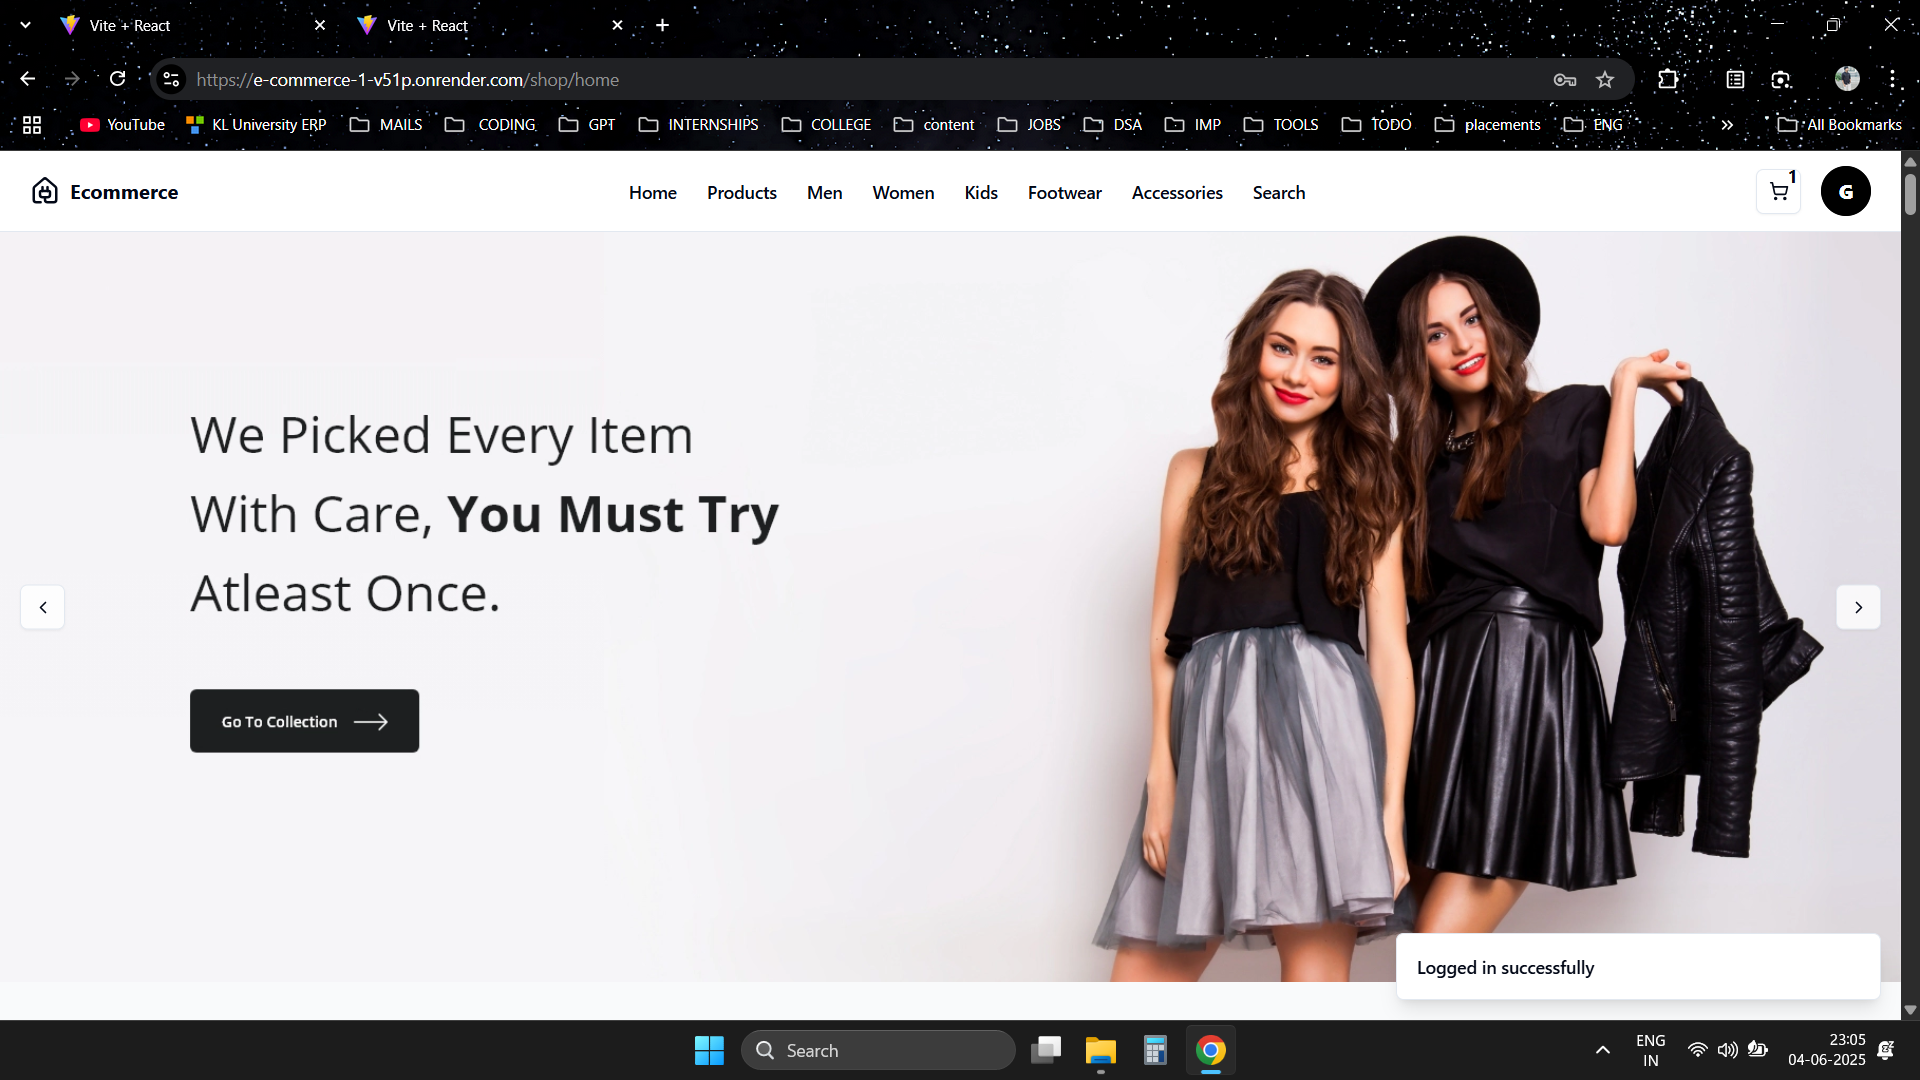 Vite + React
Vite + React
https://e-commerce-1-v51p.onrender.com/shop/home
YouTube KL University ERP MAILS CODING GPT INTERNSHIPS COLLEGE content JOBS DSA IMP TOOLS TODO placements ENG All Bookmarks
Ecommerce Home Products Men Women Kids Footwear Accessories Search 1 G
We Picked Every Item
With Care, You Must Try
Atleast Once.
Go To Collection
Logged in successfully
Search
ENG
IN
23:05
04-06-2025